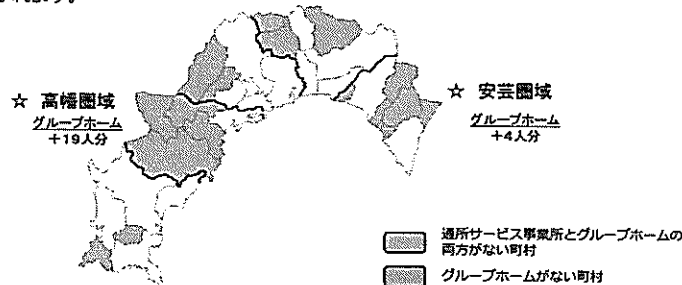 ☆ 高幡圏域
グループホーム
+19人分
☆ 安芸圏域
グループホーム
+4人分
通所サービス事業所とグループホームの
両方がない町村
グループホームがない町村